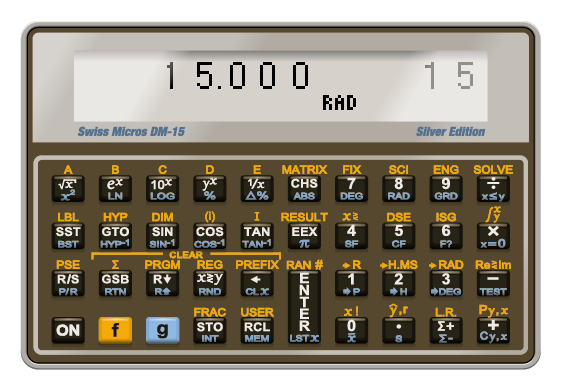 15.000 15
RAD
Swiss Micros DM-15 Silver Edition
A B C D E MATRIX FIX SCI ENG SOLVE
√x eˣ 10ˣ yˣ 1/x CHS 7 8 9 ÷
x² LN LOG % Δ% ABS DEG RAD GRD x≤y
LBL HYP DIM (i) I RESULT x≷ DSE ISG ∫xy
SST GTO SIN COS TAN EEX 4 5 6 ×
BST HYP-1 SIN-1 COS-1 TAN-1 π SF CF F? x=0
CLEAR
PSE Σ PRGM REG PREFIX RAN # ➔R ➔H.MS ➔RAD Re≷Im
R/S GSB R↓ x≷y ← ENTER 1 2 3 −
P/R RTN R↑ RND CLx ➔P ➔H ➔DEG TEST
FRAC USER x! ŷ,r L.R. Py,x
ON f g STO RCL 0 · Σ+ +
INT MEM LSTx x̄ s Σ- Cy,x